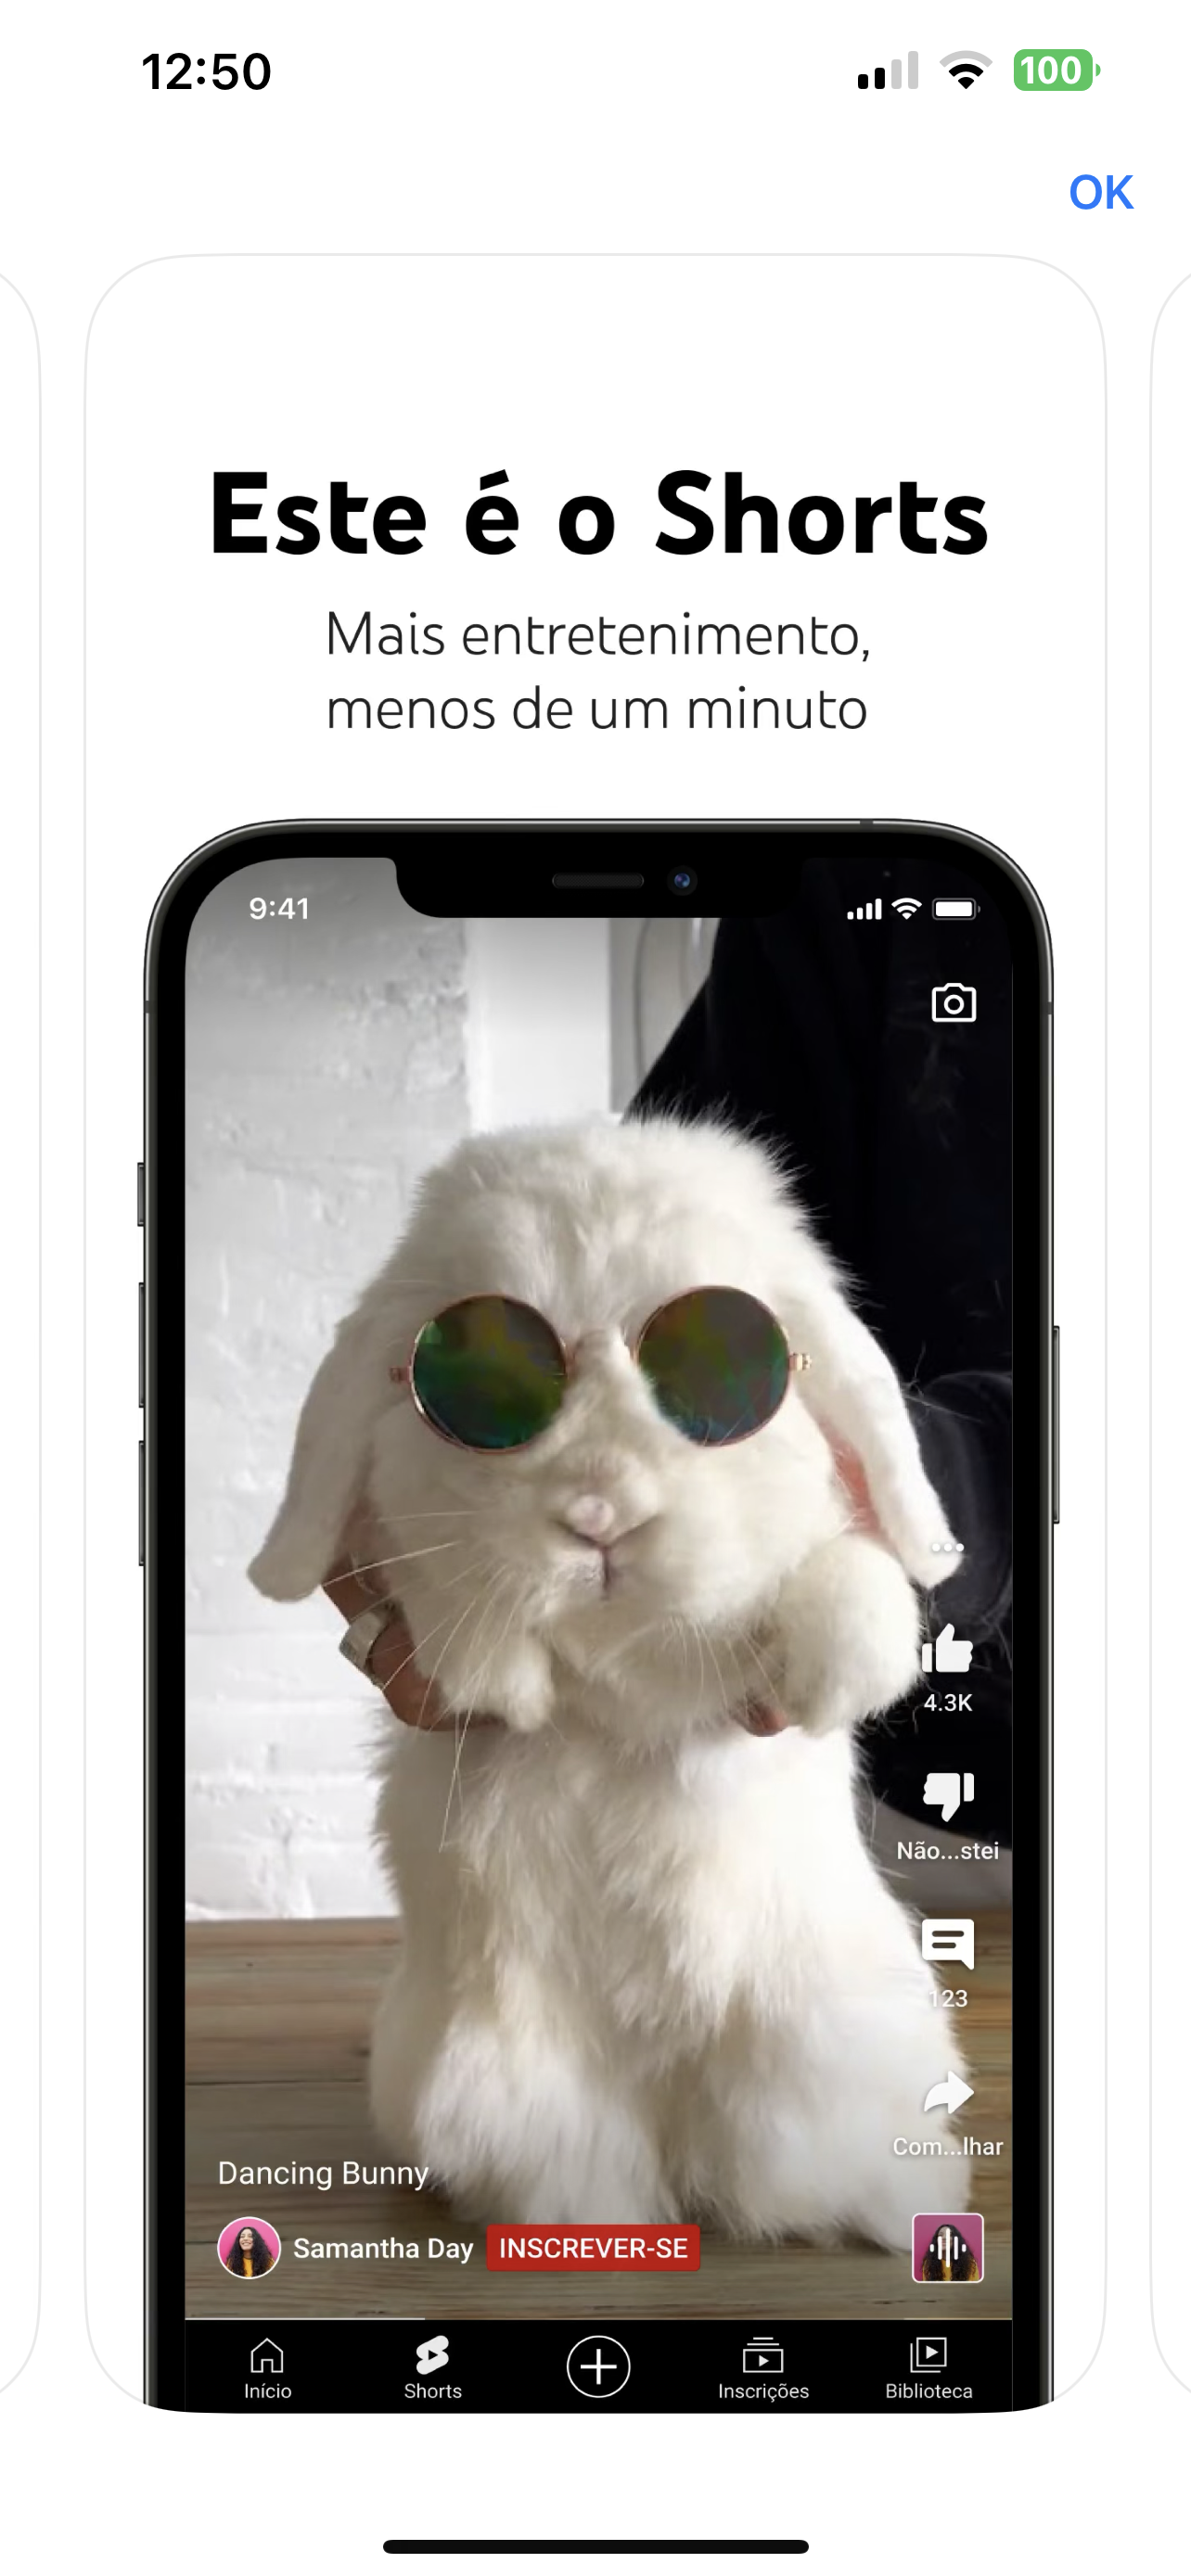 12:50
100
OK
Este é o Shorts
Mais entretenimento,
menos de um minuto
9:41
4.3K
Não...stei
123
Com...lhar
Dancing Bunny
Samantha Day INSCREVER-SE
Início Shorts Inscrições Biblioteca